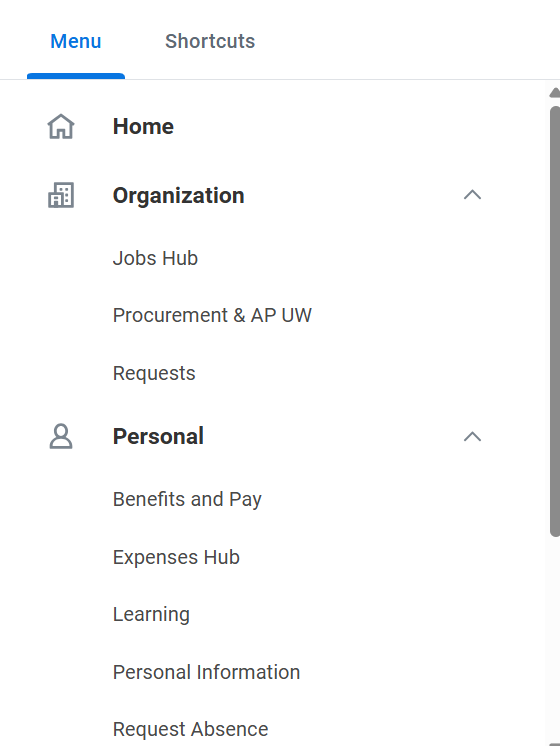 Menu Shortcuts
Home
Organization
Jobs Hub
Procurement & AP UW
Requests
Personal
Benefits and Pay
Expenses Hub
Learning
Personal Information
Request Absence